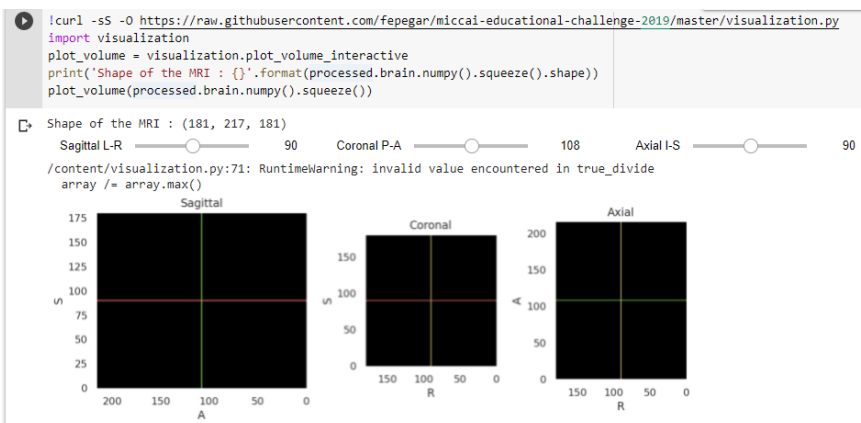 !curl -sS -O https://raw.githubusercontent.com/fepegar/miccai-educational-challenge-2019/master/visualization.py
import visualization
plot_volume = visualization.plot_volume_interactive
print('Shape of the MRI : {}'.format(processed.brain.numpy().squeeze().shape))
plot_volume(processed.brain.numpy().squeeze())
Shape of the MRI : (181, 217, 181)
Sagittal L-R 90 Coronal P-A 108 Axial I-S 90
/content/visualization.py:71: RuntimeWarning: invalid value encountered in true_divide
array /= array.max()
Sagittal
175
150
125
100
75
50
25
0
S
200 150 100 50 0
A
Coronal
150
100
50
0
S
150 100 50 0
R
Axial
200
150
100
50
0
A
150 100 50 0
R